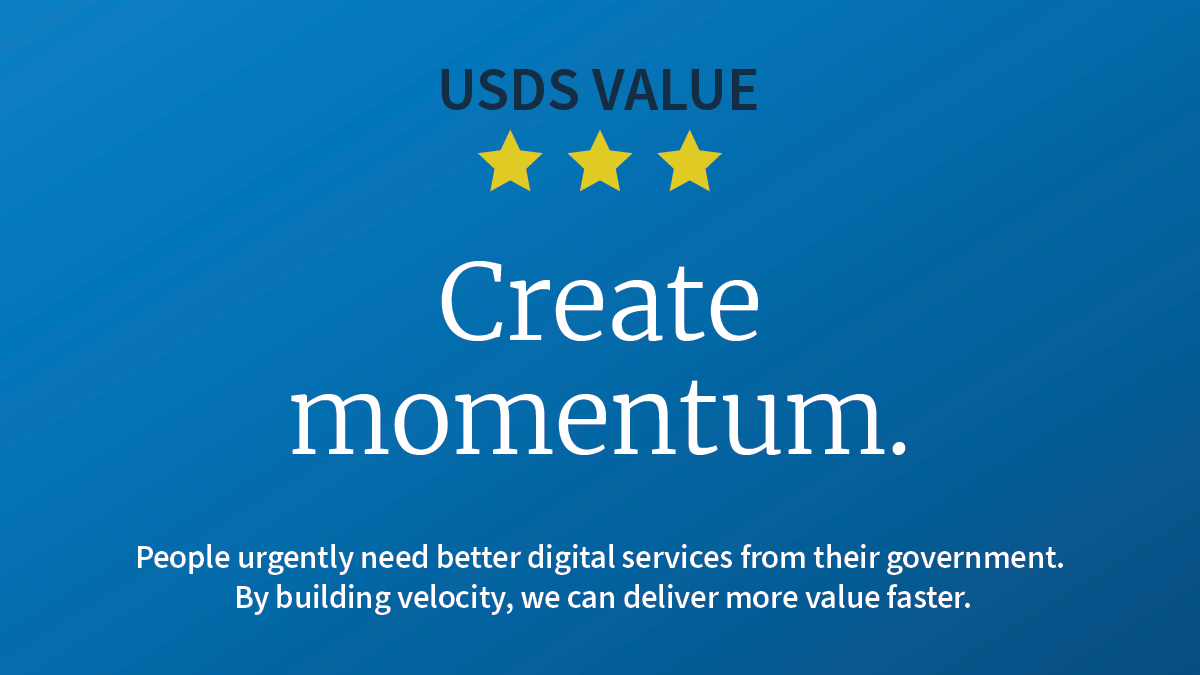 USDS VALUE
Create
momentum.
People urgently need better digital services from their government.
By building velocity, we can deliver more value faster.